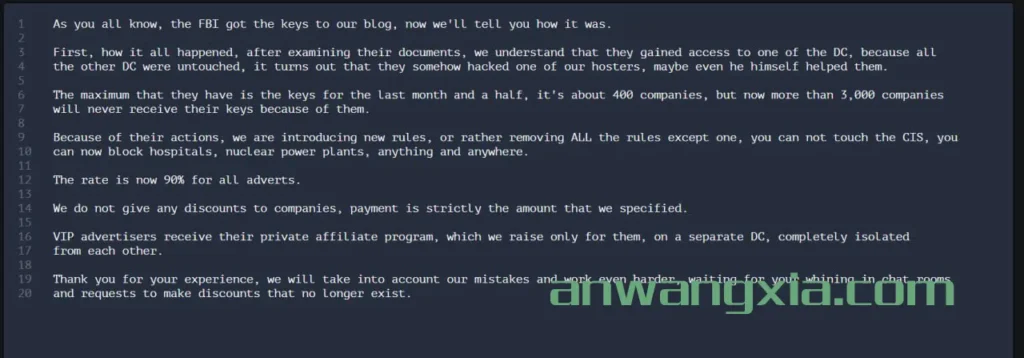 1 As you all know, the FBI got the keys to our blog, now we'll tell you how it was.
2
3 First, how it all happened, after examining their documents, we understand that they gained access to one of the DC, because all
4 the other DC were untouched, it turns out that they somehow hacked one of our hosters, maybe even he himself helped them.
5
6 The maximum that they have is the keys for the last month and a half, it's about 400 companies, but now more than 3,000 companies
7 will never receive their keys because of them.
8
9 Because of their actions, we are introducing new rules, or rather removing ALL the rules except one, you can not touch the CIS, you
10 can now block hospitals, nuclear power plants, anything and anywhere.
11
12 The rate is now 90% for all adverts.
13
14 We do not give any discounts to companies, payment is strictly the amount that we specified.
15
16 VIP advertisers receive their private affiliate program, which we raise only for them, on a separate DC, completely isolated
17 from each other.
18
19 Thank you for your experience, we will take into account our mistakes and work even harder, waiting for your whining in chat rooms
20 and requests to make discounts that no longer exist.
anwangxia.com